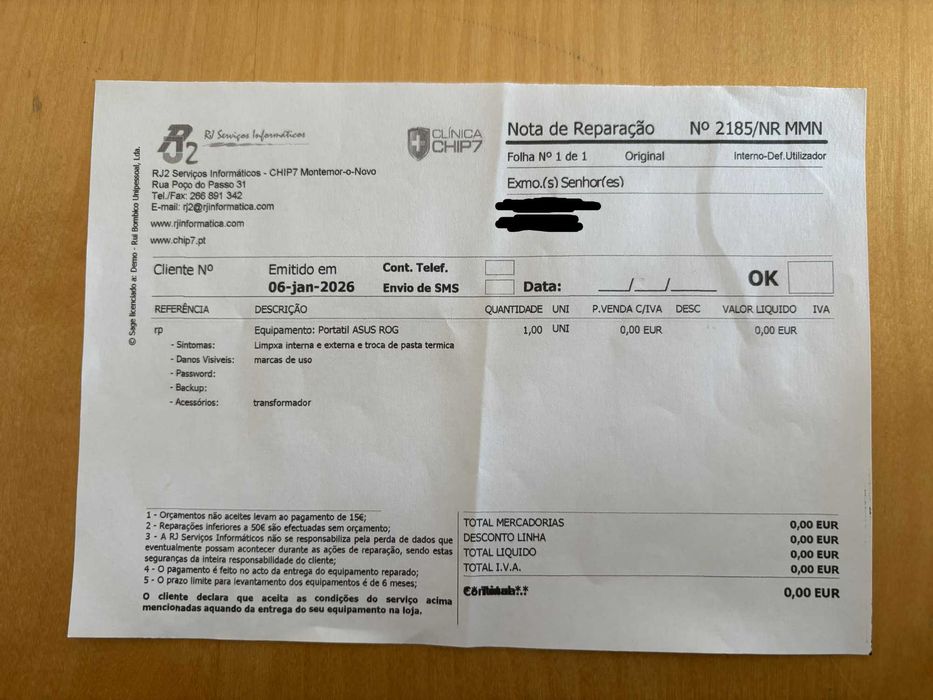 RJ2
RJ Serviços Informáticos
CLÍNICA
CHIP7
Nota de Reparação Nº 2185/NR MMN
Folha Nº 1 de 1 Original Interno-Def.Utilizador
Exmo.(s) Senhor(es)
RJ2 Serviços Informáticos - CHIP7 Montemor-o-Novo
Rua Poço do Passo 31
Tel./Fax: 266 891 342
E-mail: rj2@rjinformatica.com
www.rjinformatica.com
www.chip7.pt
© Sage licenciado a: Demo - Rui Bombico Unipessoal, Lda.
Cliente Nº Emitido em Cont. Telef.
06-jan-2026 Envio de SMS Data: __/__/____ OK
REFERÊNCIA DESCRIÇÃO QUANTIDADE UNI P.VENDA C/IVA DESC VALOR LIQUIDO IVA
rp Equipamento: Portatil ASUS ROG 1,00 UNI 0,00 EUR 0,00 EUR
- Sintomas: Limpxa interna e externa e troca de pasta termica
- Danos Visiveis: marcas de uso
- Password:
- Backup:
- Acessórios: transformador
1 - Orçamentos não aceites levam ao pagamento de 15€;
2 - Reparações inferiores a 50€ são efectuadas sem orçamento;
3 - A RJ Serviços Informáticos não se responsabiliza pela perda de dados que
eventualmente possam acontecer durante as ações de reparação, sendo estas
seguranças da inteira responsabilidade do cliente;
4 - O pagamento é feito no acto da entrega do equipamento reparado;
5 - O prazo limite para levantamento dos equipamentos é de 6 meses;
O cliente declara que aceita as condições do serviço acima
mencionadas aquando da entrega do seu equipamento na loja.
TOTAL MERCADORIAS 0,00 EUR
DESCONTO LINHA 0,00 EUR
TOTAL LIQUIDO 0,00 EUR
TOTAL I.V.A. 0,00 EUR
0,00 EUR